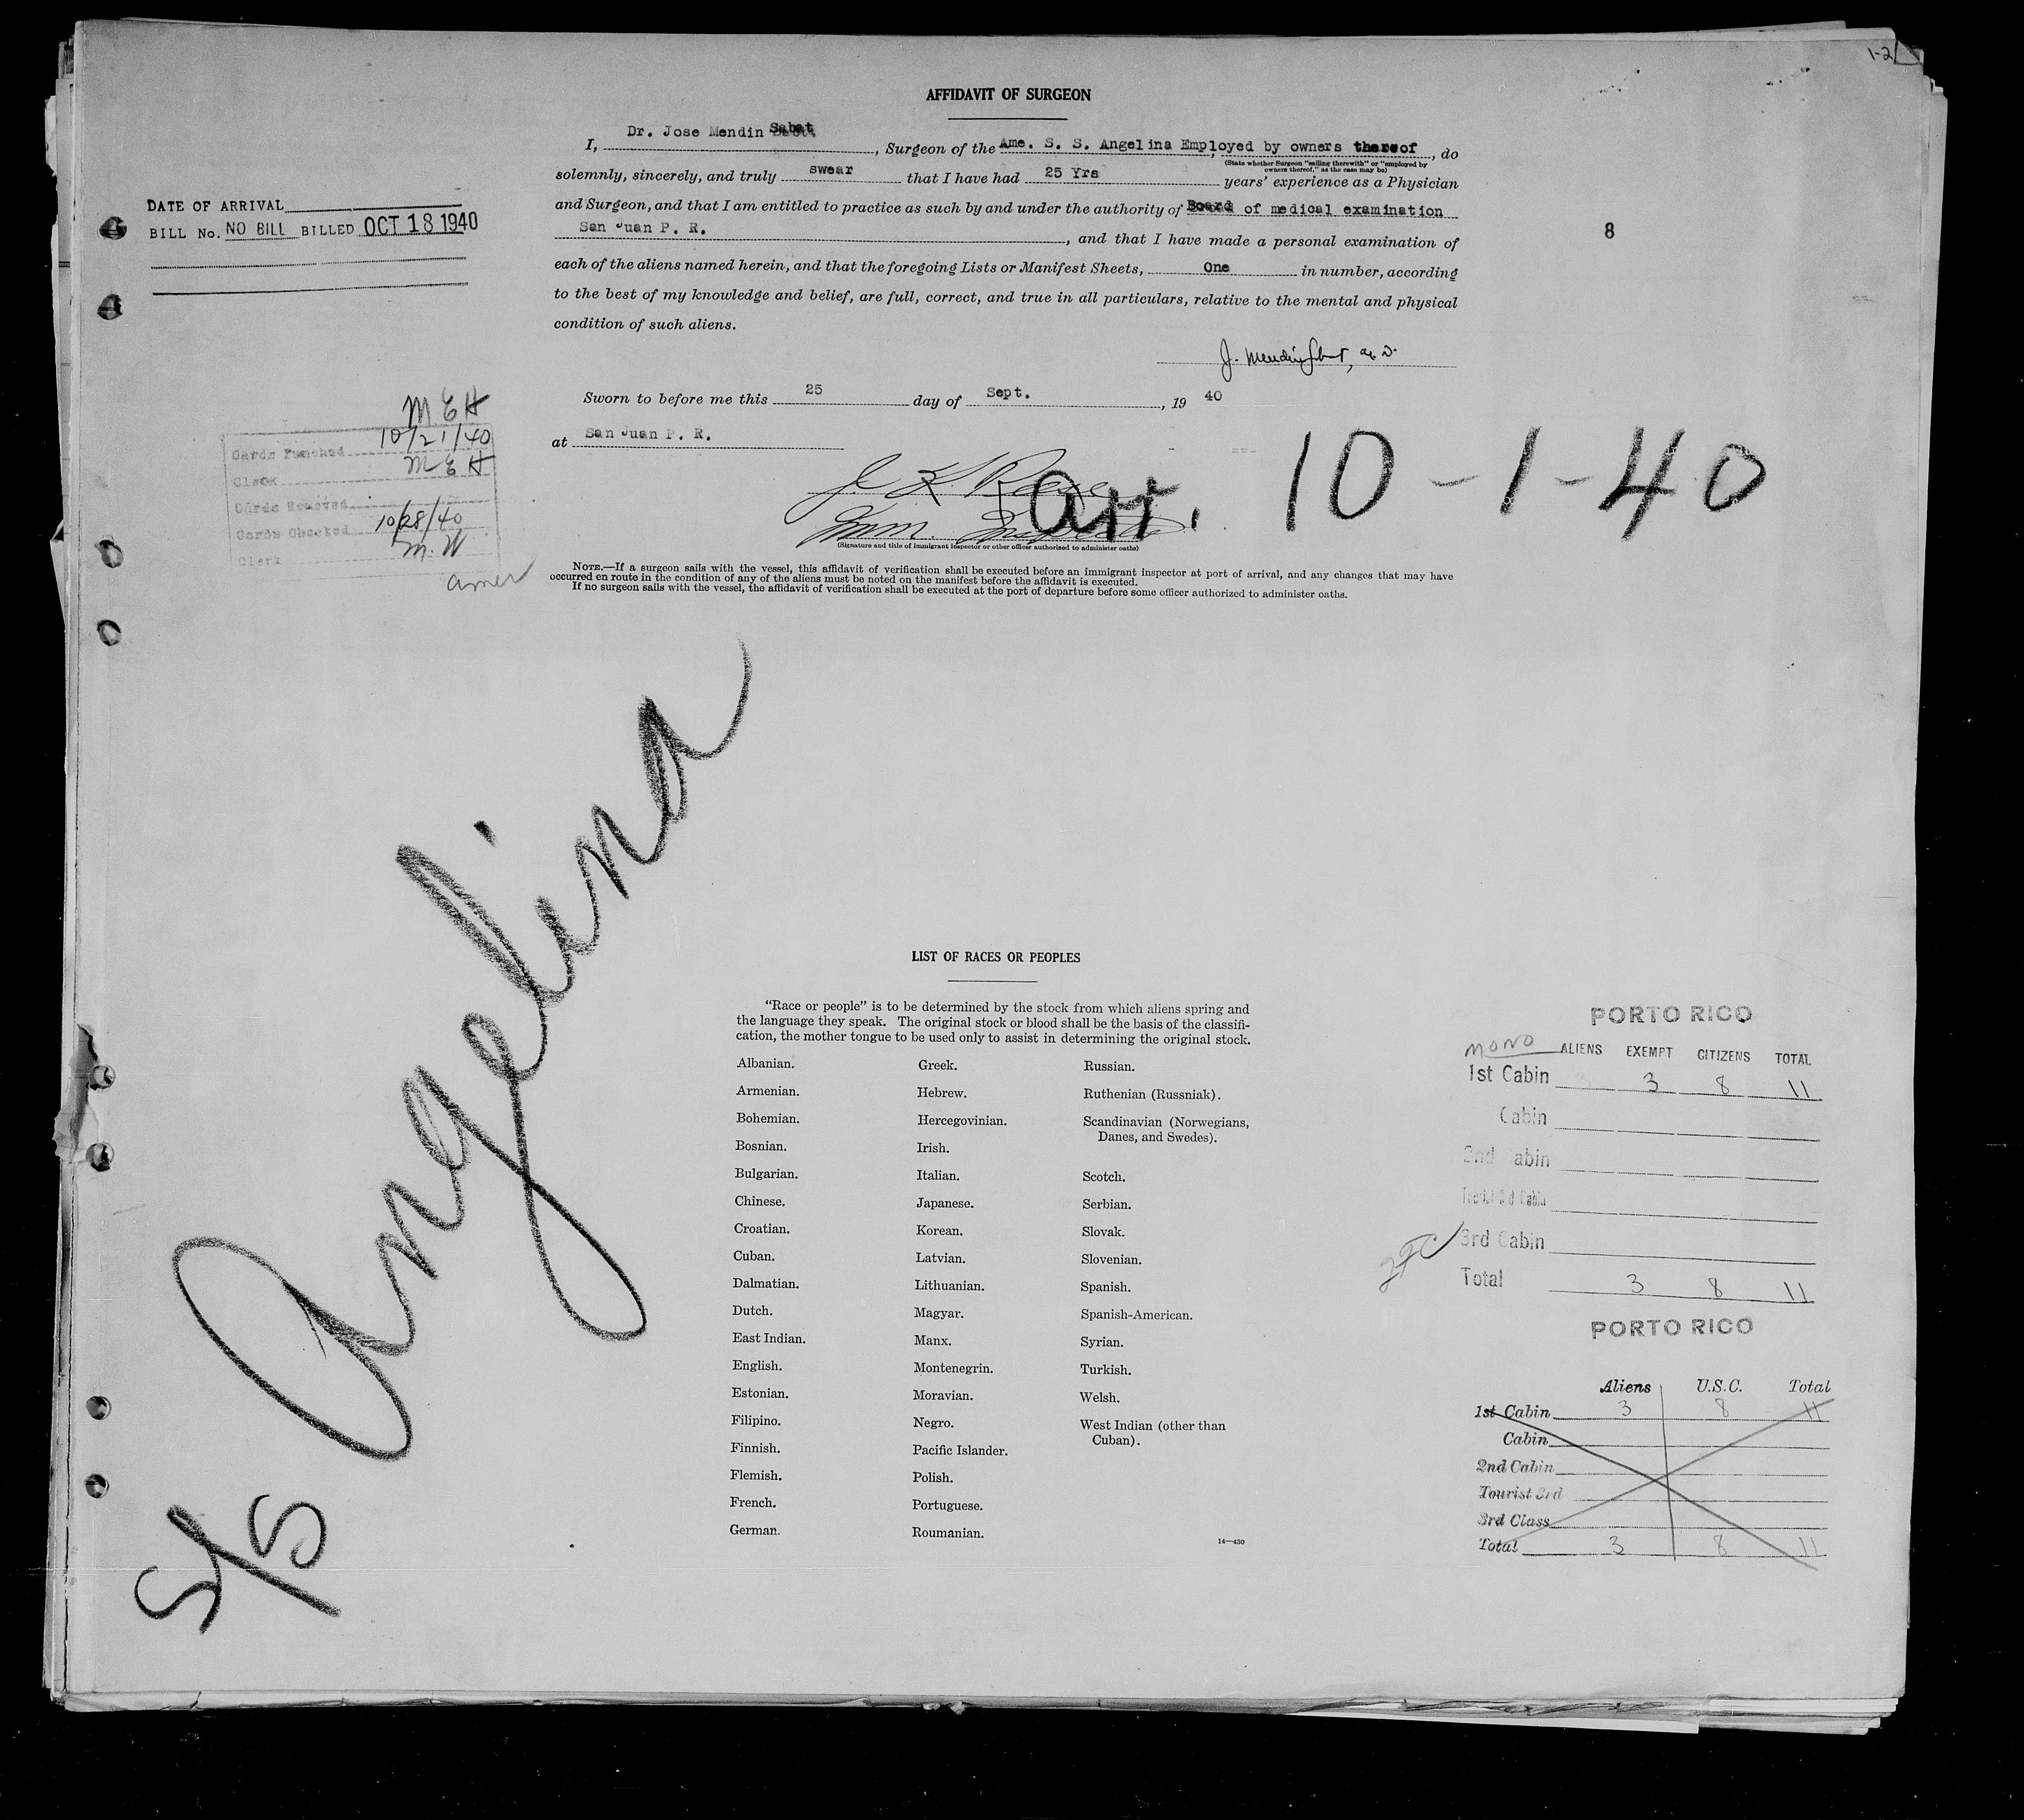 1-2
AFFIDAVIT OF SURGEON
I, Dr. Jose Mendin Sabat, Surgeon of the Ame. S. S. Angelina Employed by owners thereof, do
(State whether Surgeon "sailing therewith" or "employed by
owners thereof," as the case may be)
solemnly, sincerely, and truly swear that I have had 25 Yrs years' experience as a Physician
and Surgeon, and that I am entitled to practice as such by and under the authority of Board of medical examination
San Juan P. R., and that I have made a personal examination of
each of the aliens named herein, and that the foregoing Lists or Manifest Sheets, One in number, according
to the best of my knowledge and belief, are full, correct, and true in all particulars, relative to the mental and physical
condition of such aliens.
J. Mendin Sabat, M.D.
Sworn to before me this 25 day of Sept., 19 40
at San Juan P. R.
Imm. Inspector
(Signature and title of immigrant inspector or other officer authorized to administer oaths)
NOTE.—If a surgeon sails with the vessel, this affidavit of verification shall be executed before an immigrant inspector at port of arrival, and any changes that may have
occurred en route in the condition of any of the aliens must be noted on the manifest before the affidavit is executed.
If no surgeon sails with the vessel, the affidavit of verification shall be executed at the port of departure before some officer authorized to administer oaths.
DATE OF ARRIVAL
BILL No. NO BILL BILLED OCT 18 1940
8
M E H
Cards Punched 10/21/40
Clerk M E H
Cards Removed
Cards Checked 10/28/40
Clerk M. W
amer
arr. 10-1-40
S/S Angelina
LIST OF RACES OR PEOPLES
"Race or people" is to be determined by the stock from which aliens spring and
the language they speak. The original stock or blood shall be the basis of the classifi-
cation, the mother tongue to be used only to assist in determining the original stock.
Albanian.
Armenian.
Bohemian.
Bosnian.
Bulgarian.
Chinese.
Croatian.
Cuban.
Dalmatian.
Dutch.
East Indian.
English.
Estonian.
Filipino.
Finnish.
Flemish.
French.
German.
Greek.
Hebrew.
Hercegovinian.
Irish.
Italian.
Japanese.
Korean.
Latvian.
Lithuanian.
Magyar.
Manx.
Montenegrin.
Moravian.
Negro.
Pacific Islander.
Polish.
Portuguese.
Roumanian.
Russian.
Ruthenian (Russniak).
Scandinavian (Norwegians,
Danes, and Swedes).
Scotch.
Serbian.
Slovak.
Slovenian.
Spanish.
Spanish-American.
Syrian.
Turkish.
Welsh.
West Indian (other than
Cuban).
14—430
PORTO RICO
ALIENS EXEMPT CITIZENS TOTAL
1st Cabin 3 8 11
Cabin
2nd Cabin
Tourist 3d Cabin
3rd Cabin
Total 3 8 11
PORTO RICO
Aliens U.S.C. Total
1st Cabin 3 8 11
Cabin
2nd Cabin
Tourist 3rd
3rd Class
Total 3 8 11